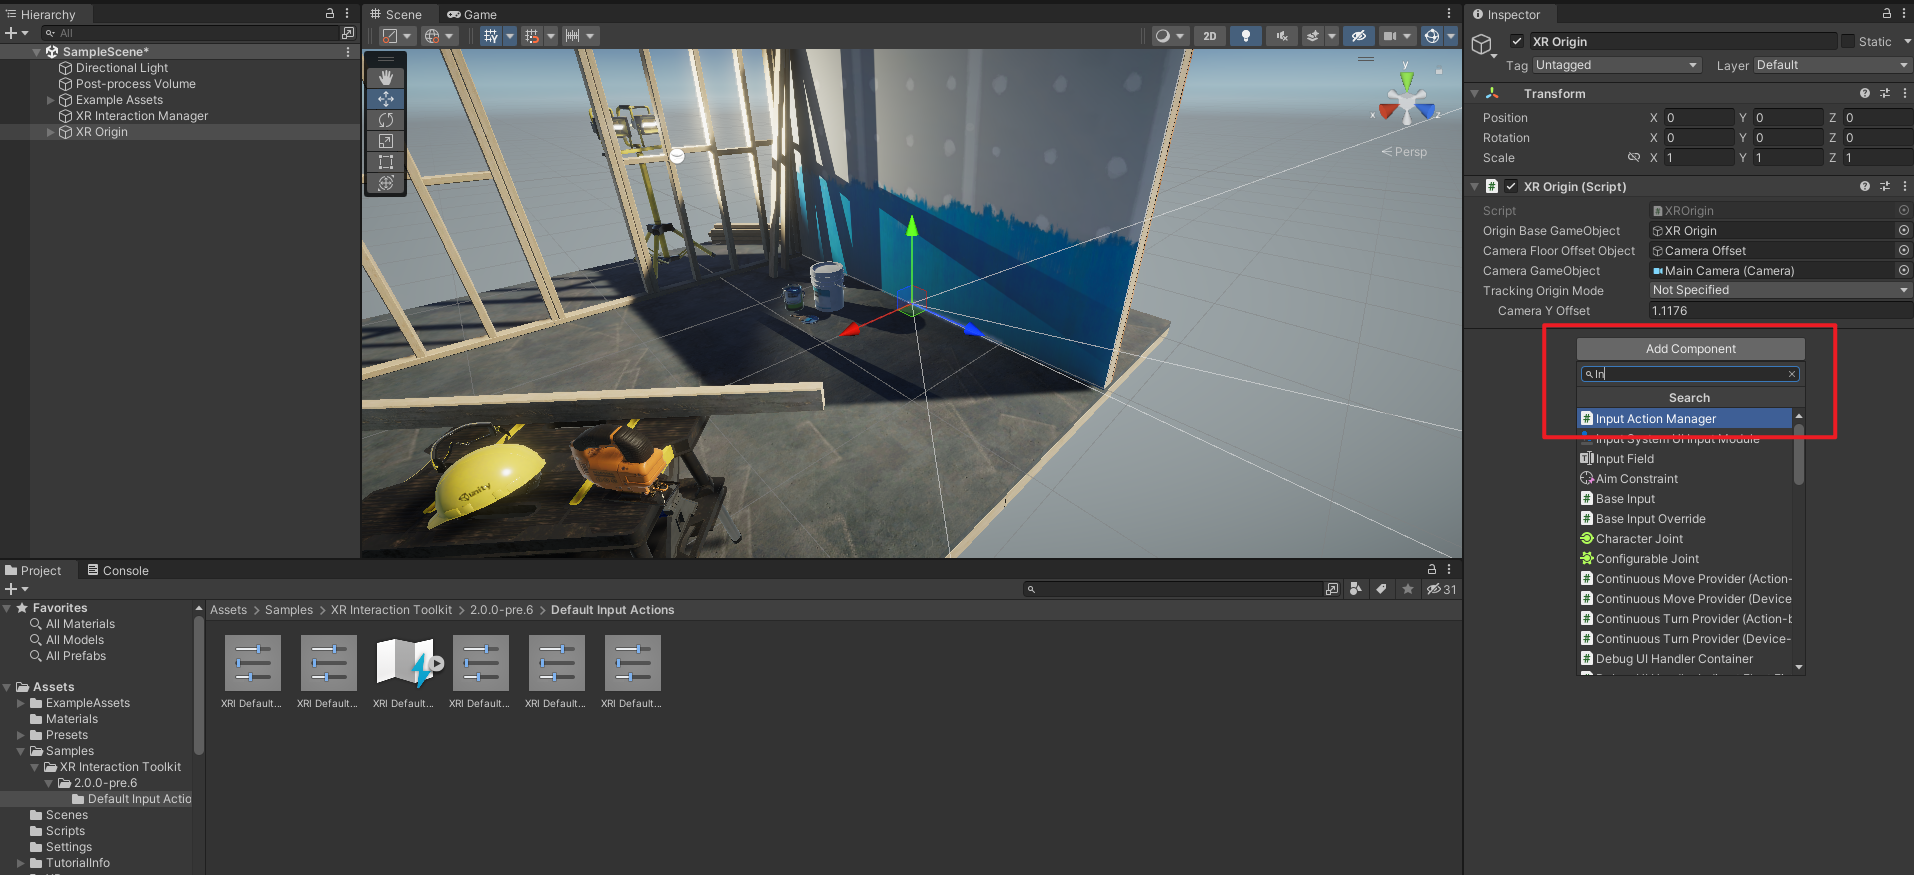 Hierarchy
All
SampleScene*
Directional Light
Post-process Volume
Example Assets
XR Interaction Manager
XR Origin
Scene
Game
2D
y
x
z
Persp
unity
Inspector
XR Origin
Static
Tag Untagged Layer Default
Transform
Position X 0 Y 0 Z 0
Rotation X 0 Y 0 Z 0
Scale X 1 Y 1 Z 1
XR Origin (Script)
Script XROrigin
Origin Base GameObject XR Origin
Camera Floor Offset Object Camera Offset
Camera GameObject Main Camera (Camera)
Tracking Origin Mode Not Specified
Camera Y Offset 1.1176
Add Component
In
Search
Input Action Manager
Input System UI Input Module
Input Field
Aim Constraint
Base Input
Base Input Override
Character Joint
Configurable Joint
Continuous Move Provider (Action-
Continuous Move Provider (Device
Continuous Turn Provider (Action-b
Continuous Turn Provider (Device-
Debug UI Handler Container
Project
Console
31
Favorites
All Materials
All Models
All Prefabs
Assets
ExampleAssets
Materials
Presets
Samples
XR Interaction Toolkit
2.0.0-pre.6
Default Input Actio
Scenes
Scripts
Settings
TutorialInfo
Assets > Samples > XR Interaction Toolkit > 2.0.0-pre.6 > Default Input Actions
XRI Default... XRI Default... XRI Default... XRI Default... XRI Default... XRI Default...